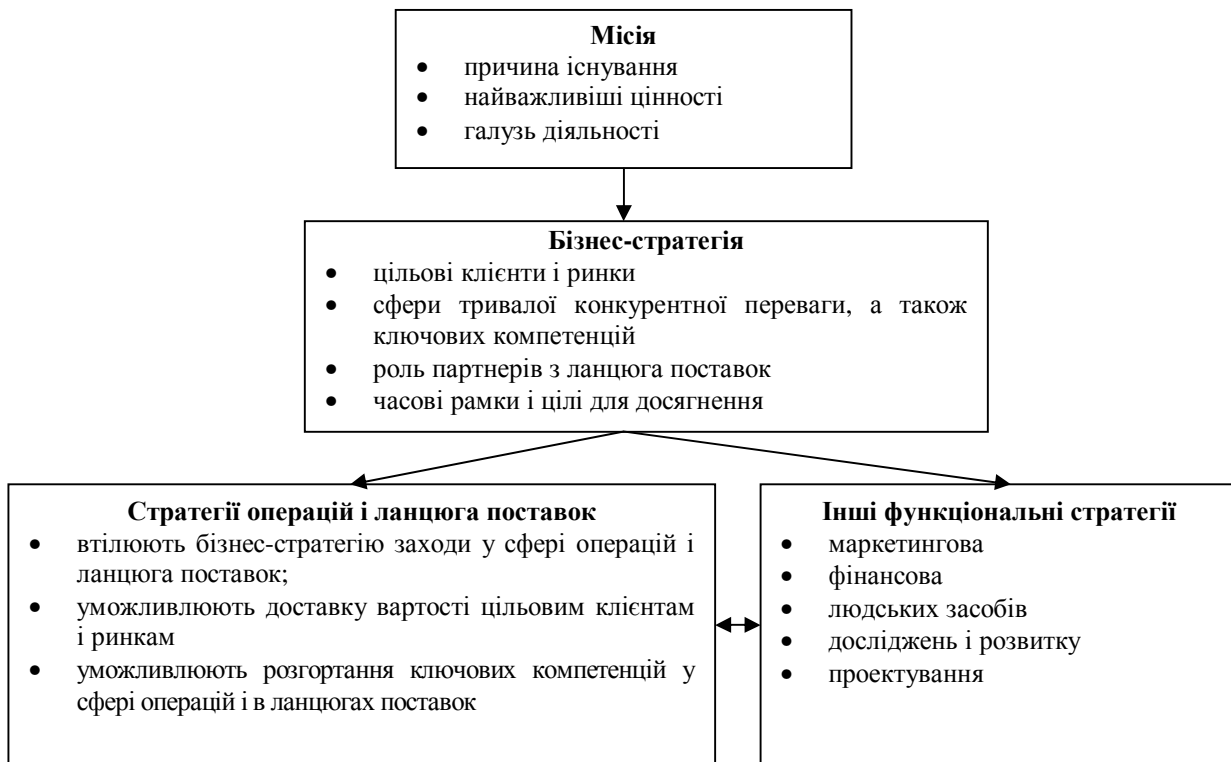 Місія
• причина існування
• найважливіші цінності
• галузь діяльності
Бізнес-стратегія
• цільові клієнти і ринки
• сфери тривалої конкурентної переваги, а також
ключових компетенцій
• роль партнерів з ланцюга поставок
• часові рамки і цілі для досягнення
Стратегії операцій і ланцюга поставок
• втілюють бізнес-стратегію заходи у сфері операцій і
ланцюга поставок;
• уможливлюють доставку вартості цільовим клієнтам
і ринкам
• уможливлюють розгортання ключових компетенцій у
сфері операцій і в ланцюгах поставок
Інші функціональні стратегії
• маркетингова
• фінансова
• людських засобів
• досліджень і розвитку
• проектування